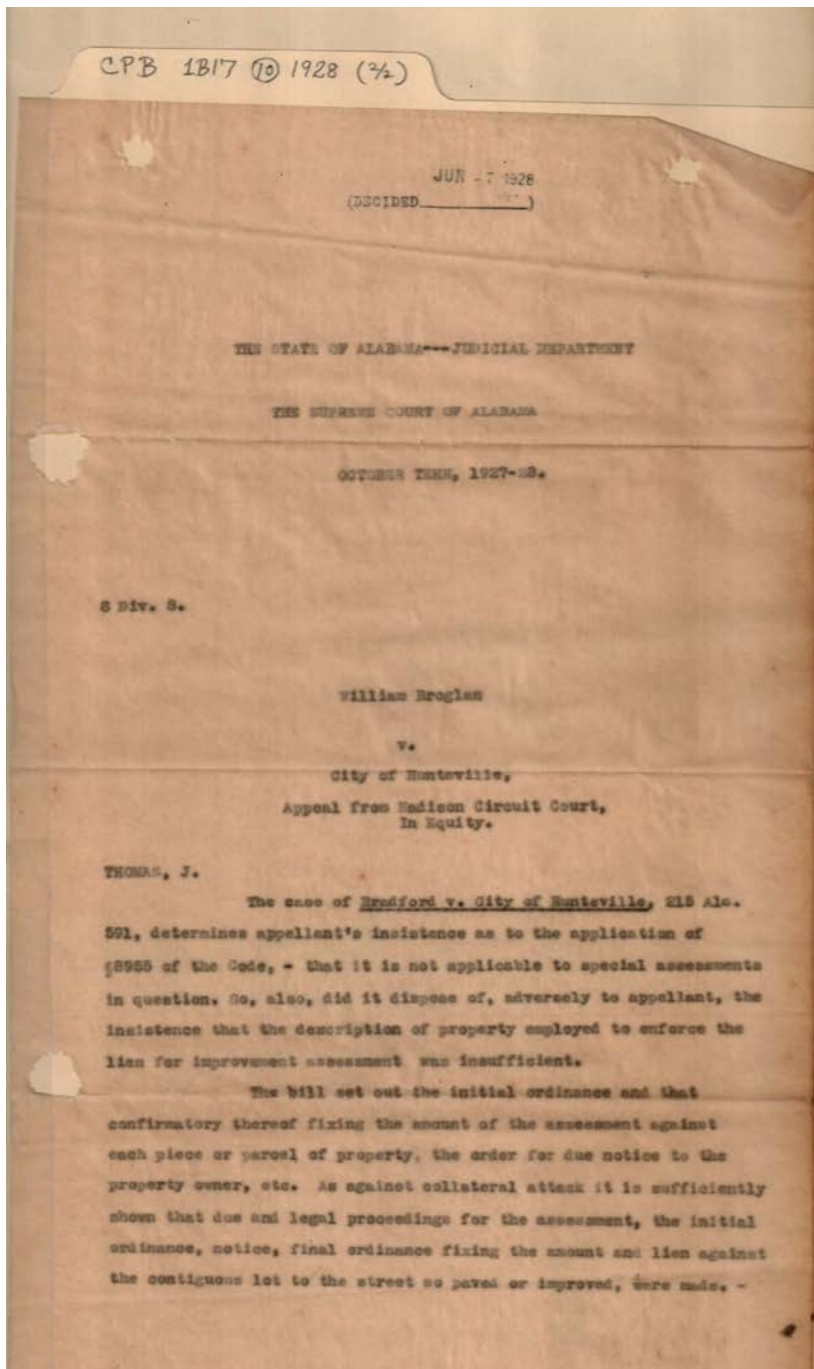 CPB 1B17 ⑩ 1928 (2/2)
JUN - 7 1928
(DECIDED__________)
THE STATE OF ALABAMA---JUDICIAL DEPARTMENT
THE SUPREME COURT OF ALABAMA
OCTOBER TERM, 1927-28.
8 Div. 8.
William Broglan
v.
City of Huntsville,
Appeal from Madison Circuit Court,
In Equity.
THOMAS, J.
The case of Bradford v. City of Huntsville, 215 Ala.
591, determines appellant's insistence as to the application of
§8955 of the Code, - that it is not applicable to special assessments
in question. So, also, did it dispose of, adversely to appellant, the
insistence that the description of property employed to enforce the
lien for improvement assessment was insufficient.
The bill set out the initial ordinance and that
confirmatory thereof fixing the amount of the assessment against
each piece or parcel of property, the order for due notice to the
property owner, etc. As against collateral attack it is sufficiently
shown that due and legal proceedings for the assessment, the initial
ordinance, notice, final ordinance fixing the amount and lien against
the contiguous lot to the street so paved or improved, were made. -